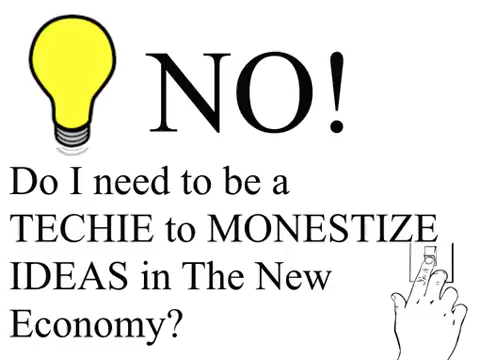 NO!
Do I need to be a
TECHIE to MONESTIZE
IDEAS in The New
Economy?